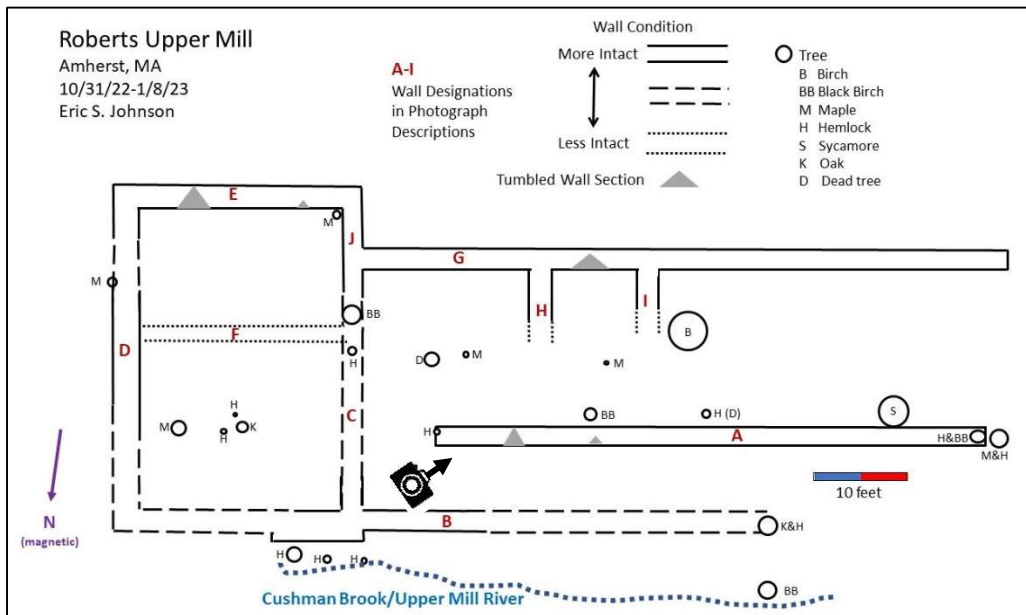 Roberts Upper Mill
Amherst, MA
10/31/22-1/8/23
Eric S. Johnson
A-I
Wall Designations
in Photograph
Descriptions
Wall Condition
More Intact
Less Intact
Tumbled Wall Section
Tree
B Birch
BB Black Birch
M Maple
H Hemlock
S Sycamore
K Oak
D Dead tree
E
M
J
G
M
H
I
BB
B
F
D
H
D
M
M
C
H
M
H
K
BB
H (D)
S
H
A
H&BB
M&H
10 feet
N
(magnetic)
B
K&H
H
H
H
BB
Cushman Brook/Upper Mill River